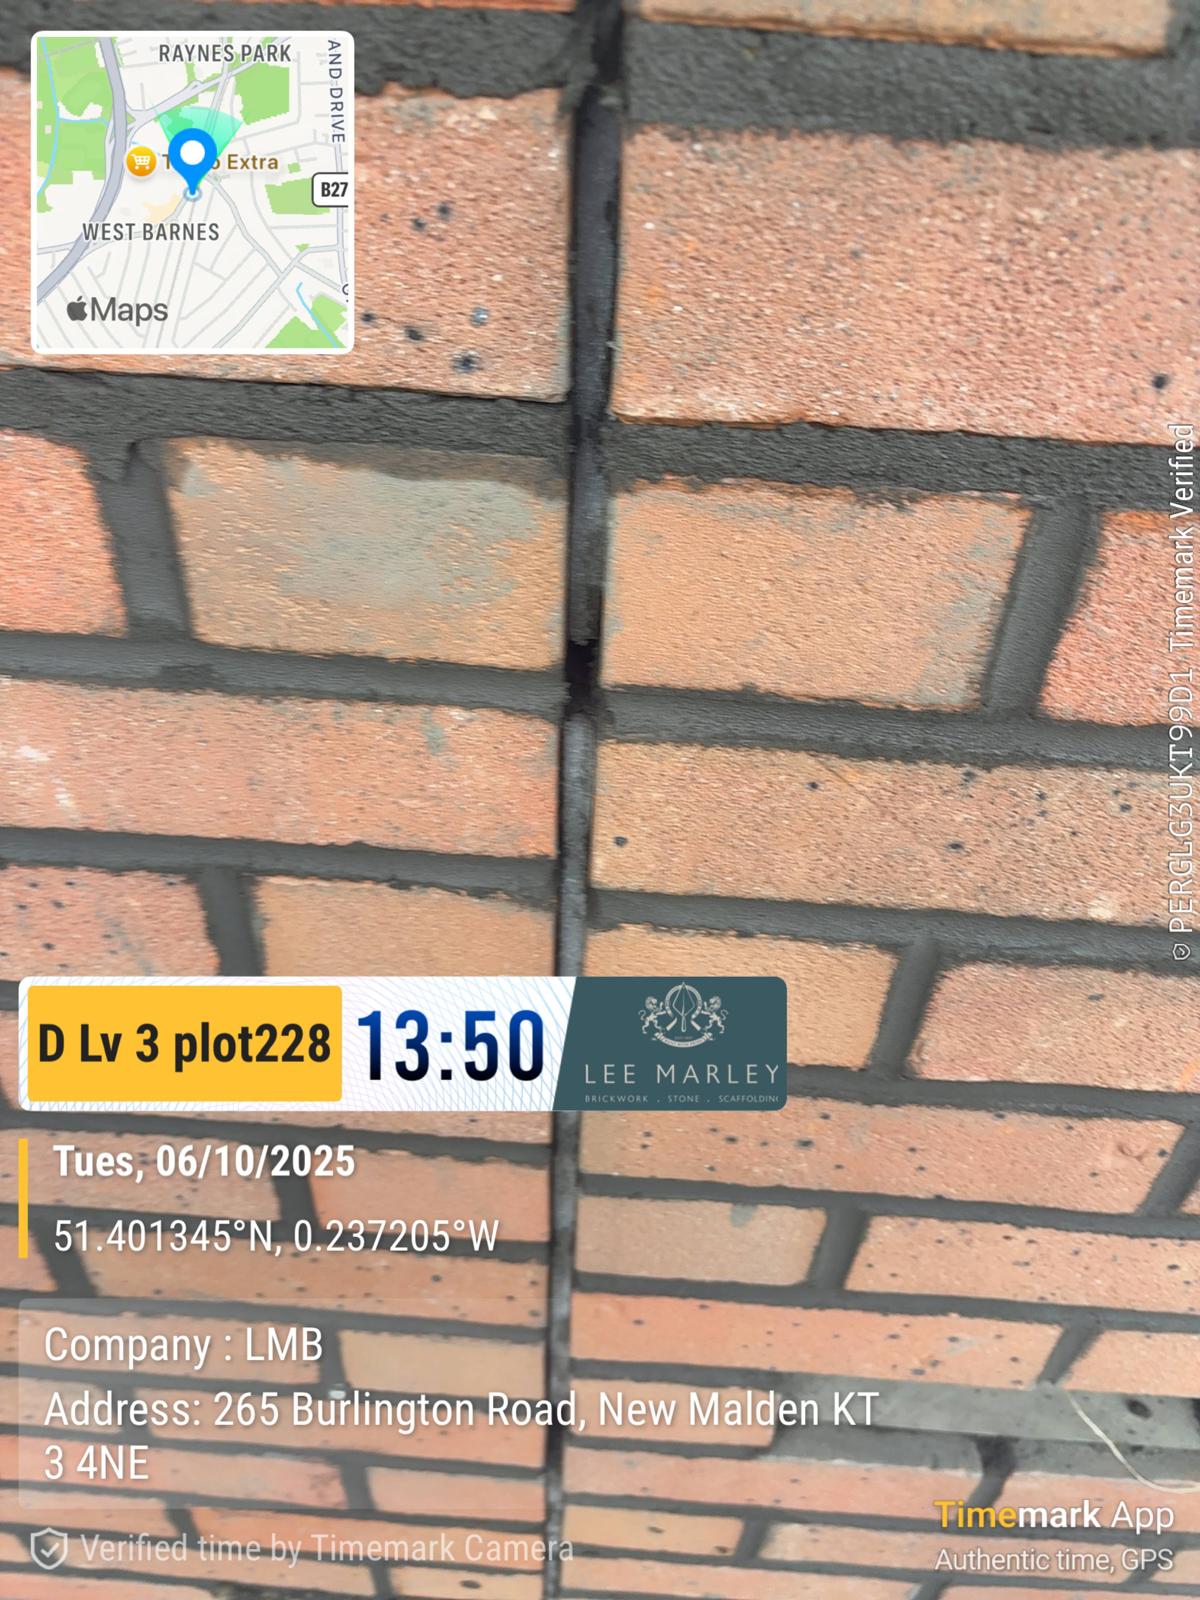 RAYNES PARK
AND DRIVE
Extra
B27
WEST BARNES
Maps
D Lv 3 plot228
13:50
LEE MARLEY
BRICKWORK . STONE . SCAFFOLDIN
Tues, 06/10/2025
51.401345°N, 0.237205°W
Company : LMB
Address: 265 Burlington Road, New Malden KT
3 4NE
Verified time by Timemark Camera
Timemark App
Authentic time, GPS
PERGLG3UKT99D1 Timemark Verified